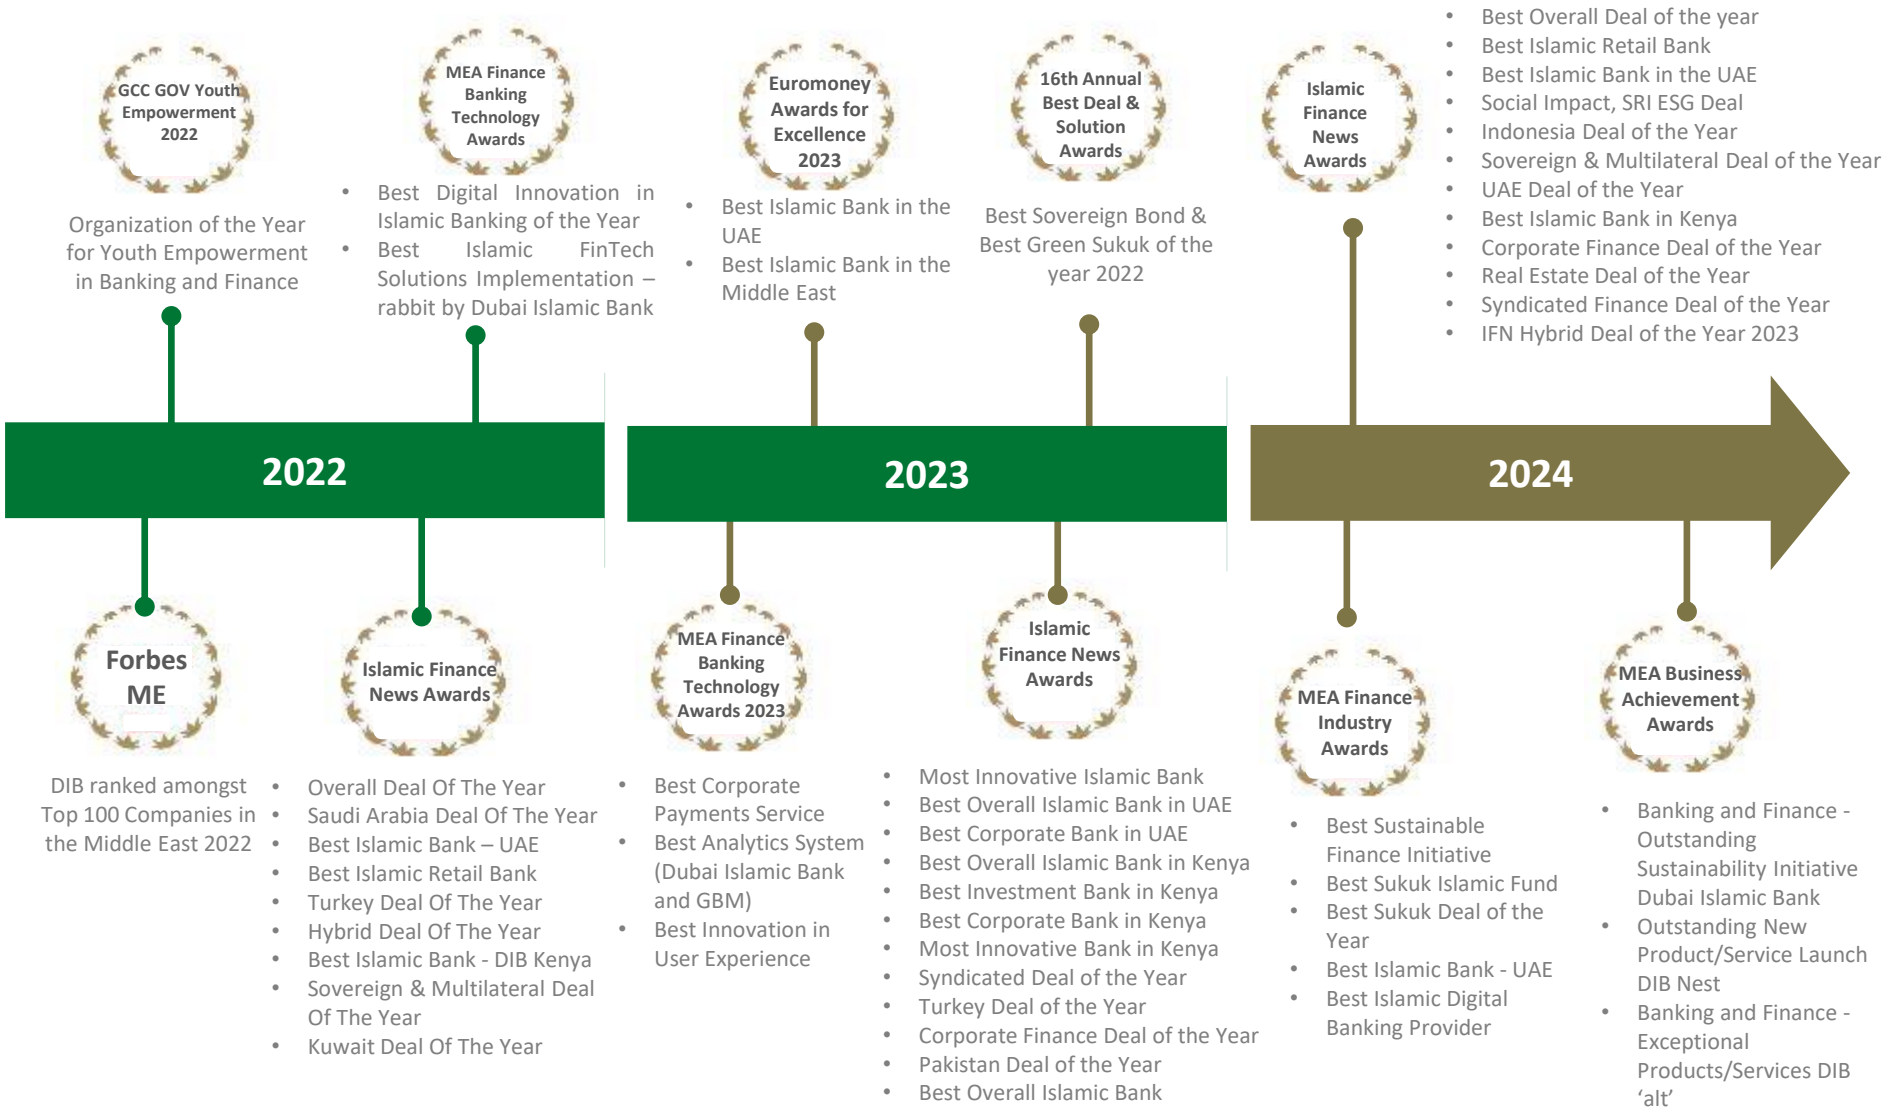 GCC GOV Youth
Empowerment
2022
Organization of the Year
for Youth Empowerment
in Banking and Finance
MEA Finance
Banking
Technology
Awards
• Best Digital Innovation in
Islamic Banking of the Year
• Best Islamic FinTech
Solutions Implementation –
rabbit by Dubai Islamic Bank
Euromoney
Awards for
Excellence
2023
• Best Islamic Bank in the
UAE
• Best Islamic Bank in the
Middle East
16th Annual
Best Deal &
Solution
Awards
Best Sovereign Bond &
Best Green Sukuk of the
year 2022
Islamic
Finance
News
Awards
• Best Overall Deal of the year
• Best Islamic Retail Bank
• Best Islamic Bank in the UAE
• Social Impact, SRI ESG Deal
• Indonesia Deal of the Year
• Sovereign & Multilateral Deal of the Year
• UAE Deal of the Year
• Best Islamic Bank in Kenya
• Corporate Finance Deal of the Year
• Real Estate Deal of the Year
• Syndicated Finance Deal of the Year
• IFN Hybrid Deal of the Year 2023
2022
2023
2024
Forbes
ME
DIB ranked amongst
Top 100 Companies in
the Middle East 2022
Islamic Finance
News Awards
• Overall Deal Of The Year
• Saudi Arabia Deal Of The Year
• Best Islamic Bank – UAE
• Best Islamic Retail Bank
• Turkey Deal Of The Year
• Hybrid Deal Of The Year
• Best Islamic Bank - DIB Kenya
• Sovereign & Multilateral Deal
Of The Year
• Kuwait Deal Of The Year
MEA Finance
Banking
Technology
Awards 2023
• Best Corporate
Payments Service
• Best Analytics System
(Dubai Islamic Bank
and GBM)
• Best Innovation in
User Experience
Islamic
Finance News
Awards
• Most Innovative Islamic Bank
• Best Overall Islamic Bank in UAE
• Best Corporate Bank in UAE
• Best Overall Islamic Bank in Kenya
• Best Investment Bank in Kenya
• Best Corporate Bank in Kenya
• Most Innovative Bank in Kenya
• Syndicated Deal of the Year
• Turkey Deal of the Year
• Corporate Finance Deal of the Year
• Pakistan Deal of the Year
• Best Overall Islamic Bank
MEA Finance
Industry
Awards
• Best Sustainable
Finance Initiative
• Best Sukuk Islamic Fund
• Best Sukuk Deal of the
Year
• Best Islamic Bank - UAE
• Best Islamic Digital
Banking Provider
MEA Business
Achievement
Awards
• Banking and Finance -
Outstanding
Sustainability Initiative
Dubai Islamic Bank
• Outstanding New
Product/Service Launch
DIB Nest
• Banking and Finance -
Exceptional
Products/Services DIB
‘alt’